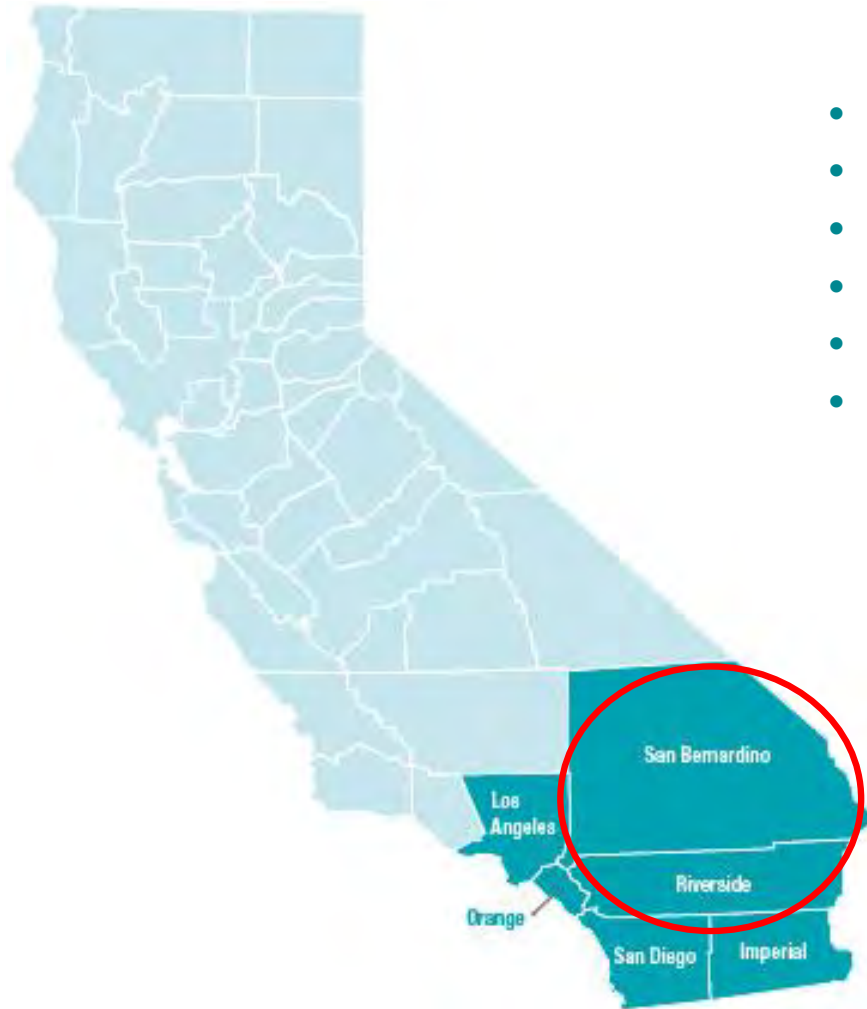 San Bernardino
Los
Angeles
Riverside
Orange
San Diego
Imperial